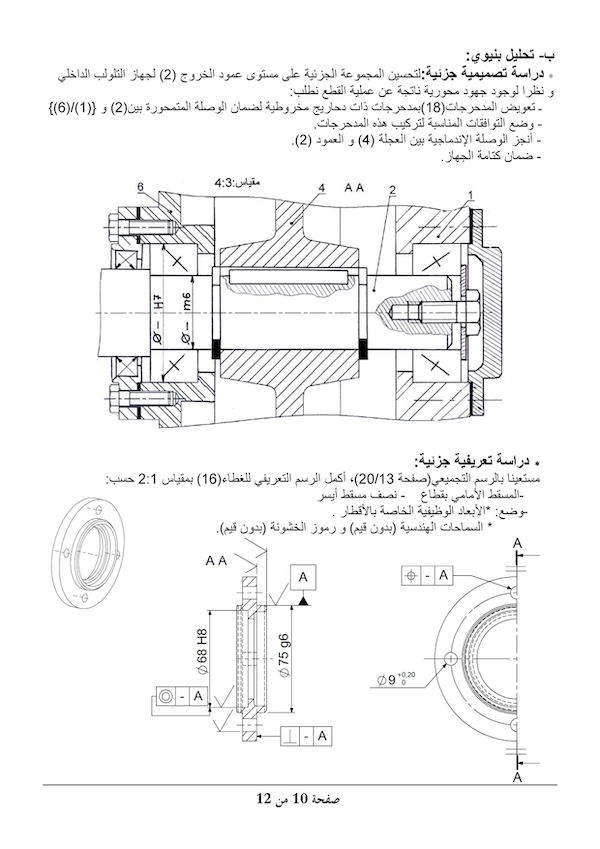 ب- تحليل بنيوي:
* دراسة تصميمية جزئية:لتحسين المجموعة الجزئية على مستوى عمود الخروج (2) لجهاز التلولب الداخلي
و نظرا لوجود جهود محورية ناتجة عن عملية القطع نطلب:
- تعويض المدحرجات(18)بمدحرجات ذات دحاريج مخروطية لضمان الوصلة المتمحورة بين(2) و {(1)/(6)}
- وضع التوافقات المناسبة لتركيب هذه المدحرجات.
- أنجز الوصلة الإندماجية بين العجلة (4) و العمود (2).
- ضمان كتامة الجهاز.
6
مقياس:4:3
4
A A
2
1
Ø — H7
Ø — m6
* دراسة تعريفية جزئية:
مستعينا بالرسم التجميعي(صفحة 20/13)، أكمل الرسم التعريفي للغطاء(16) بمقياس 2:1 حسب:
-المسقط الأمامي بقطاع - نصف مسقط أيسر
-وضع: *الأبعاد الوظيفية الخاصة بالأقطار .
* السماحات الهندسية (بدون قيم) و رموز الخشونة (بدون قيم).
A
A A
A
⌖ - A
Ø 68 H8
Ø 75 g6
Ø 9 +0,20 0
◎ - A
⊥ - A
A
صفحة 10 من 12